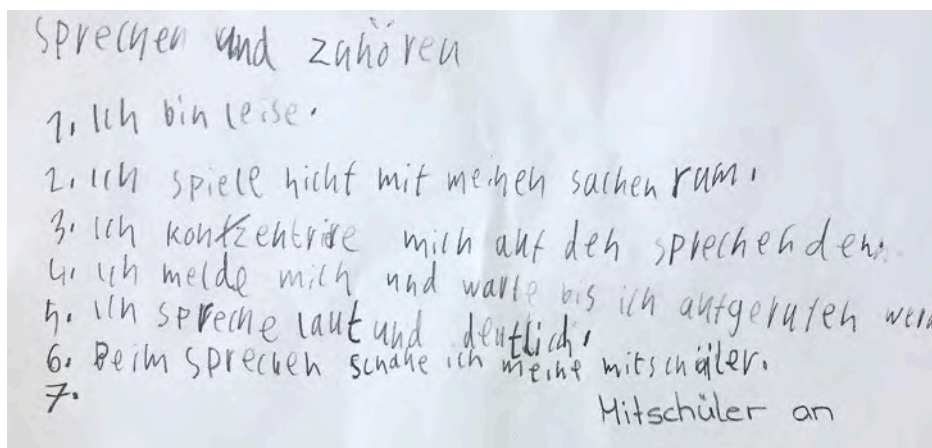 Sprechen und zuhören
1. Ich bin leise.
2. Ich spiele nicht mit meinen sachen rum.
3. Ich kontzentrire mich auf den sprechenden.
4. Ich melde mich und warte bis ich aufgerufen werd
5. Ich spreche laut und deutlich.
6. Beim sprechen schaue ich meine mitschüler.
7.
Mitschüler an